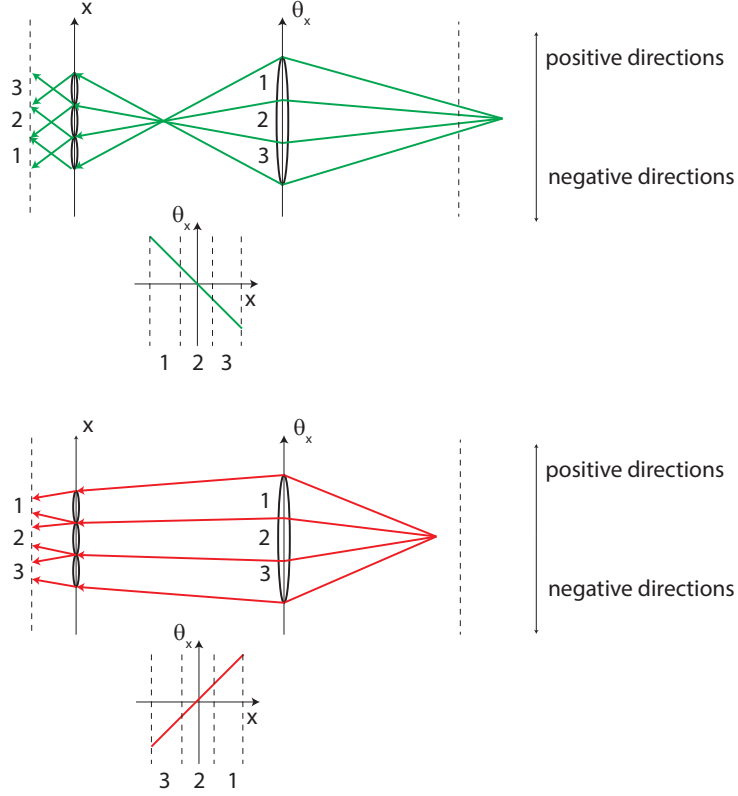 x
θx
3
2
1
1
2
3
positive directions
negative directions
θx
x
1 2 3
x
θx
1
2
3
1
2
3
positive directions
negative directions
θx
x
3 2 1